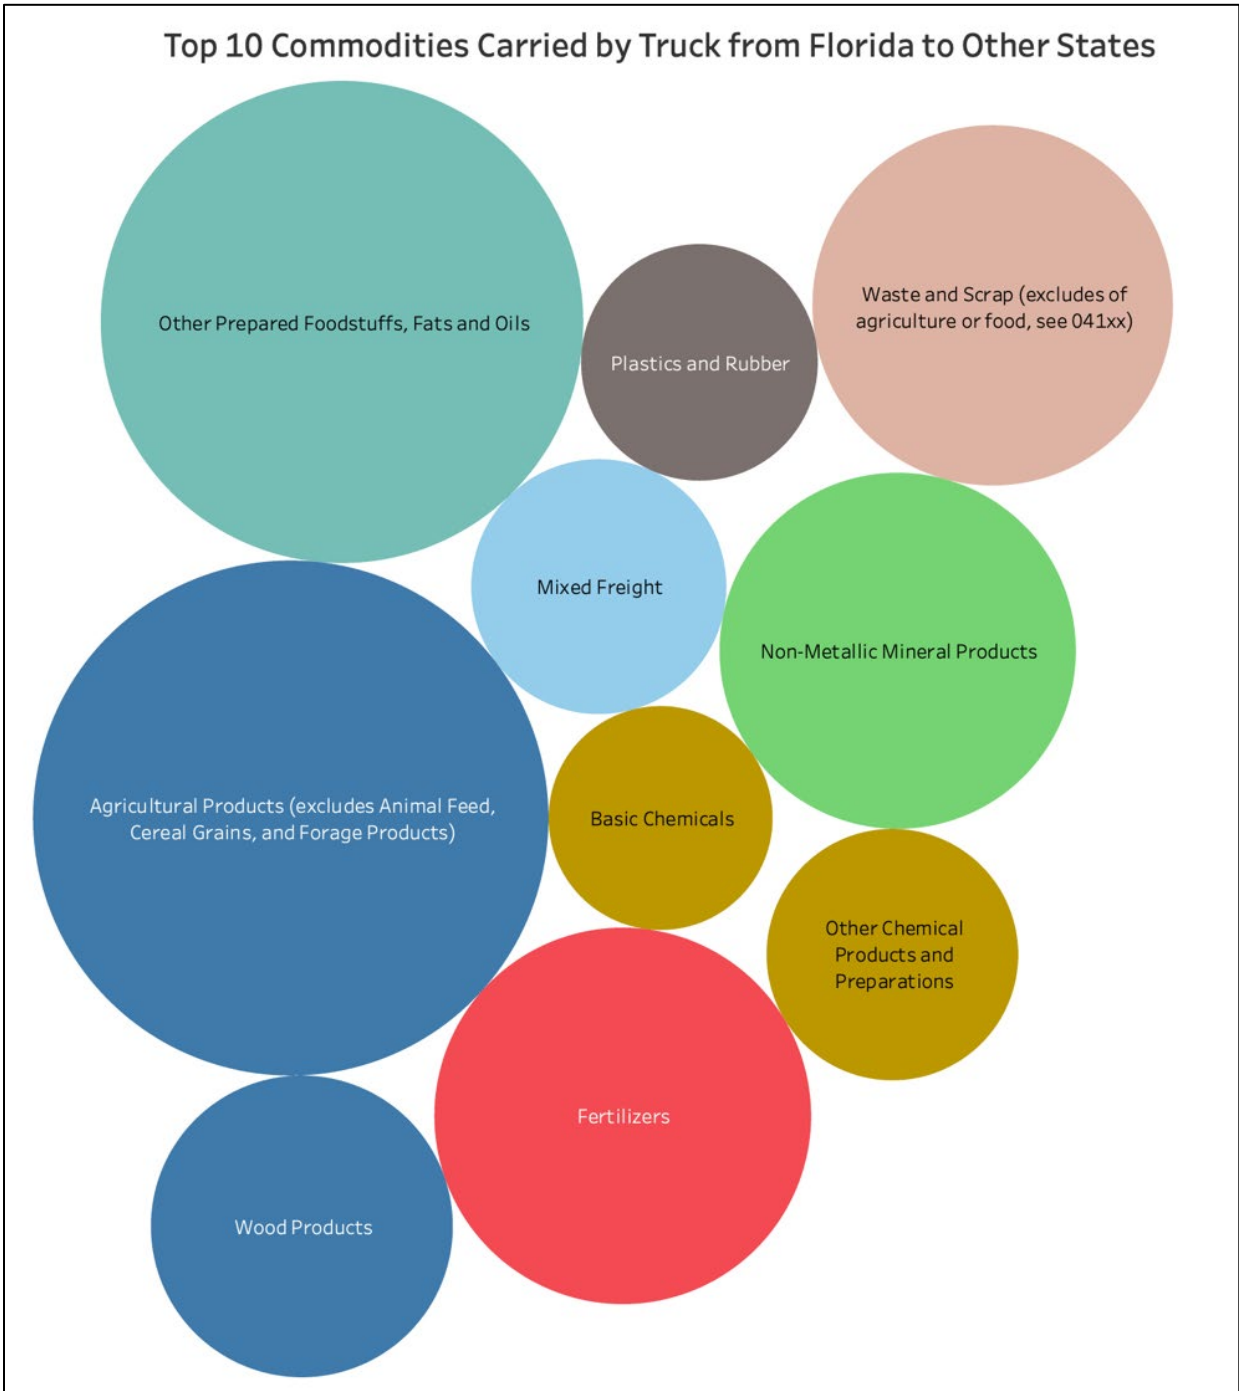 Top 10 Commodities Carried by Truck from Florida to Other States
Other Prepared Foodstuffs, Fats and Oils
Waste and Scrap (excludes of
agriculture or food, see 041xx)
Plastics and Rubber
Mixed Freight
Non-Metallic Mineral Products
Agricultural Products (excludes Animal Feed,
Cereal Grains, and Forage Products)
Basic Chemicals
Other Chemical
Products and
Preparations
Fertilizers
Wood Products